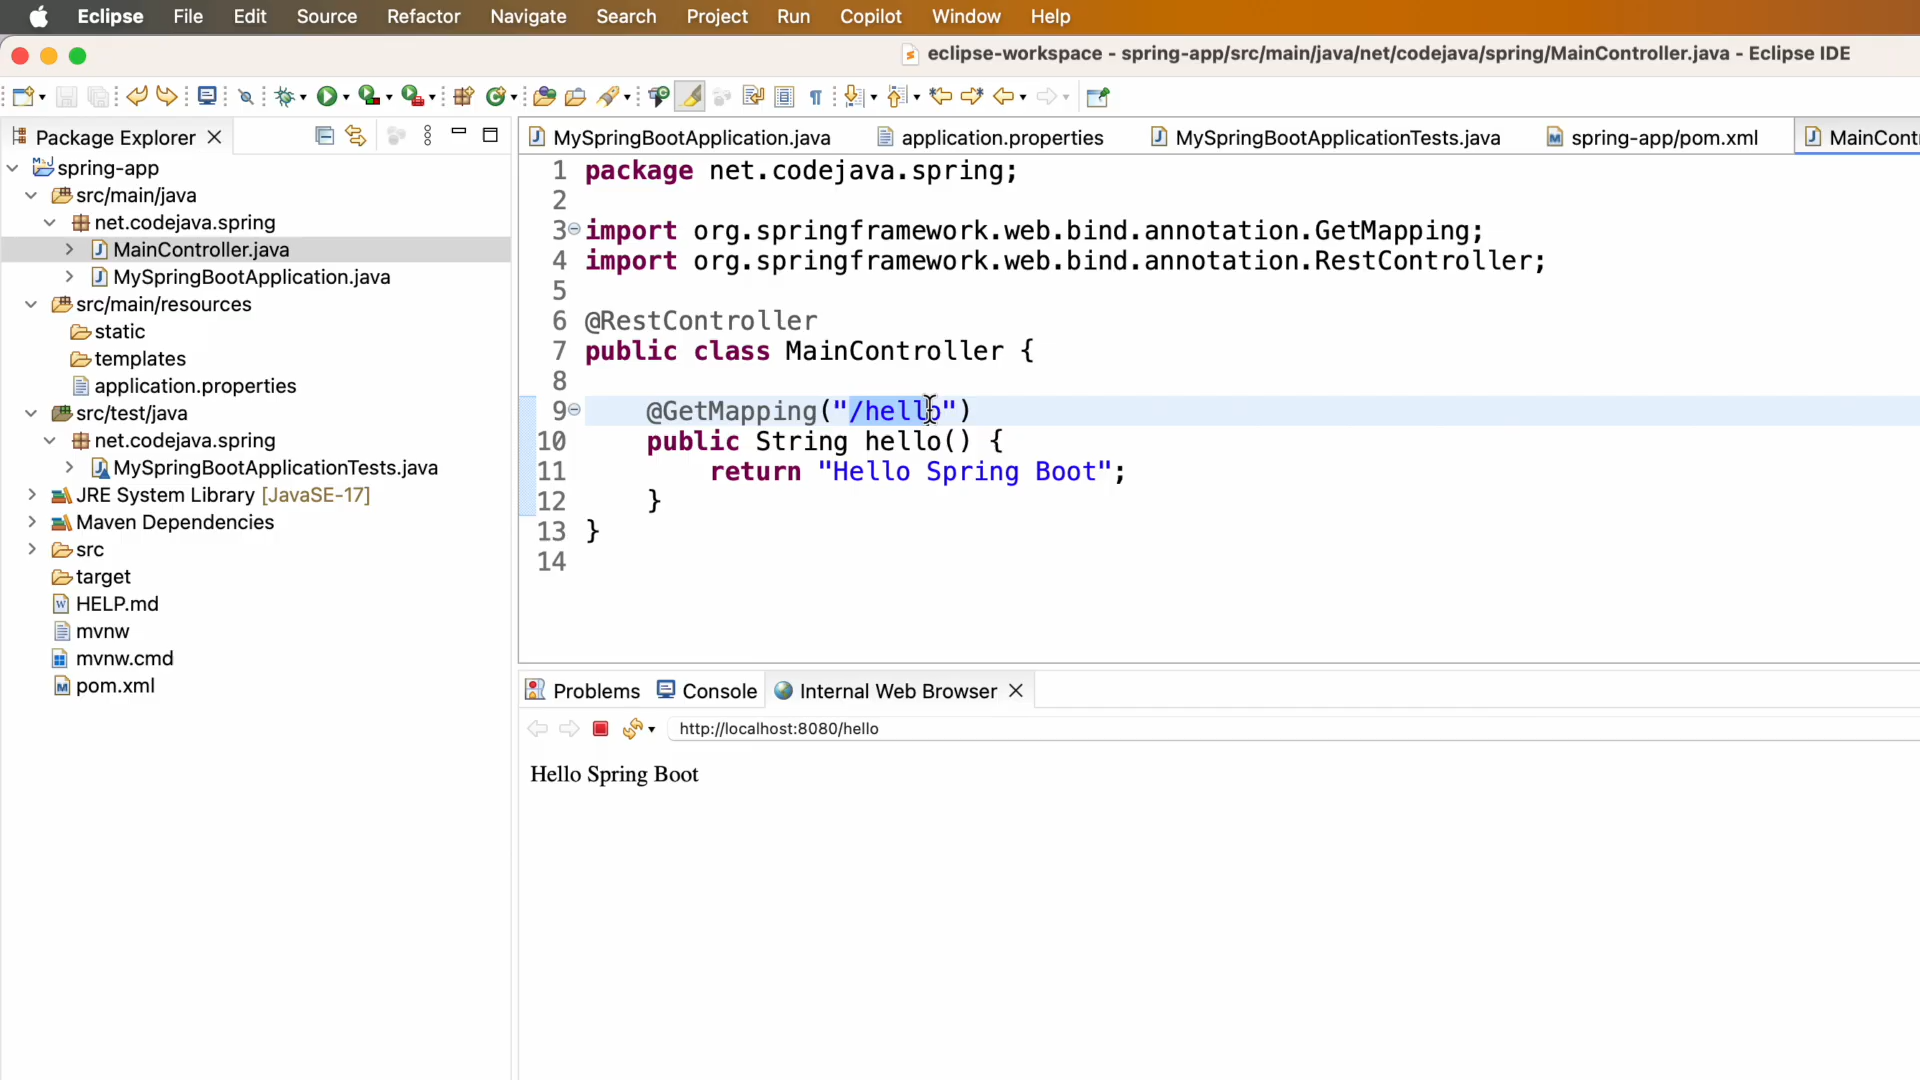 Eclipse File Edit Source Refactor Navigate Search Project Run Copilot Window Help
eclipse-workspace - spring-app/src/main/java/net/codejava/spring/MainController.java - Eclipse IDE
Package Explorer
spring-app
src/main/java
net.codejava.spring
MainController.java
MySpringBootApplication.java
src/main/resources
static
templates
application.properties
src/test/java
net.codejava.spring
MySpringBootApplicationTests.java
JRE System Library [JavaSE-17]
Maven Dependencies
src
target
HELP.md
mvnw
mvnw.cmd
pom.xml
MySpringBootApplication.java application.properties MySpringBootApplicationTests.java spring-app/pom.xml MainCont
1 package net.codejava.spring;
2
3 import org.springframework.web.bind.annotation.GetMapping;
4 import org.springframework.web.bind.annotation.RestController;
5
6 @RestController
7 public class MainController {
8
9 @GetMapping("/hello")
10 public String hello() {
11 return "Hello Spring Boot";
12 }
13 }
14
Problems Console Internal Web Browser
http://localhost:8080/hello
Hello Spring Boot